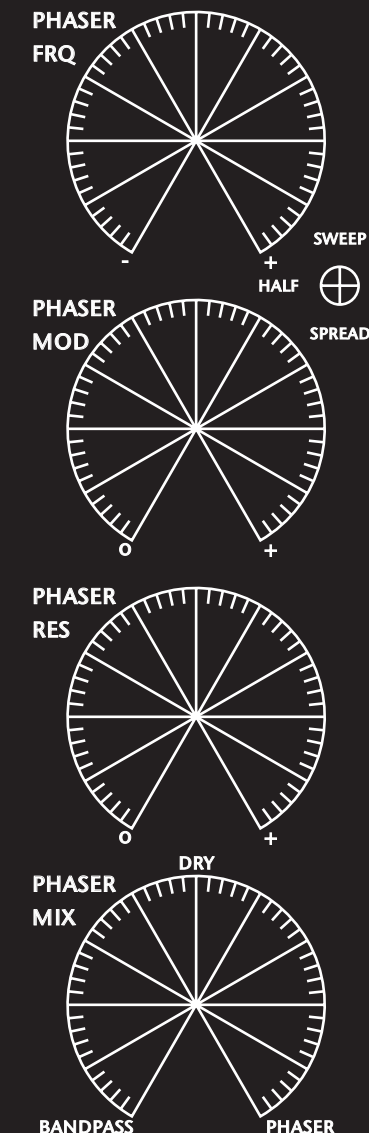 PHASER
FRQ
- +
SWEEP
HALF
SPREAD
PHASER
MOD
o +
PHASER
RES
o +
DRY
PHASER
MIX
BANDPASS PHASER